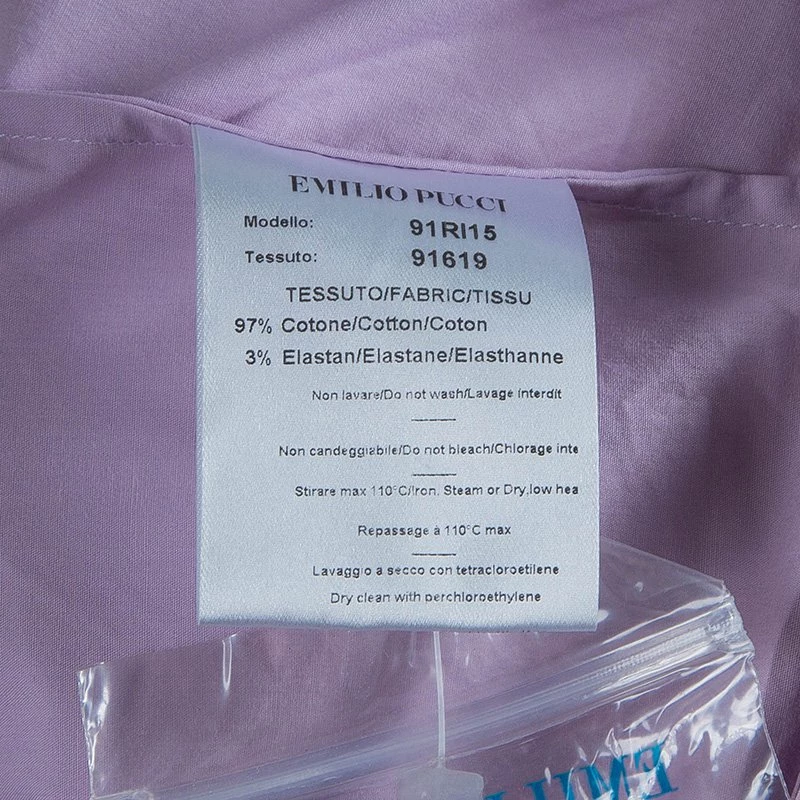 EMILIO PUCCI
Modello: 91RI15
Tessuto: 91619
TESSUTO/FABRIC/TISSU
97% Cotone/Cotton/Coton
3% Elastan/Elastane/Elasthanne
Non lavare/Do not wash/Lavage interdit
Non candeggiabile/Do not bleach/Chlorage inte
Stirare max 110°C/Iron. Steam or Dry,low hea
Repassage à 110°C max
Lavaggio a secco con tetracloroetilene
Dry clean with perchloroethylene
EMILI